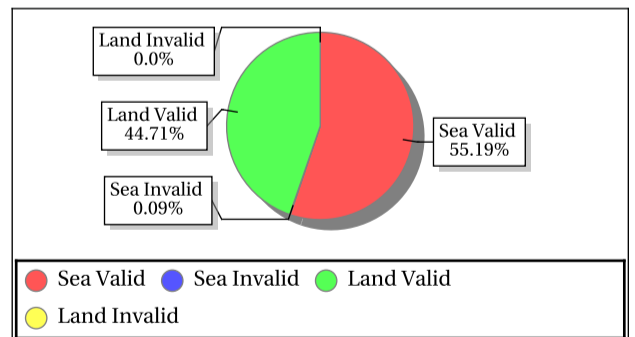 Land Invalid
0.0%
Land Valid
44.71%
Sea Valid
55.19%
Sea Invalid
0.09%
Sea Valid
Sea Invalid
Land Valid
Land Invalid